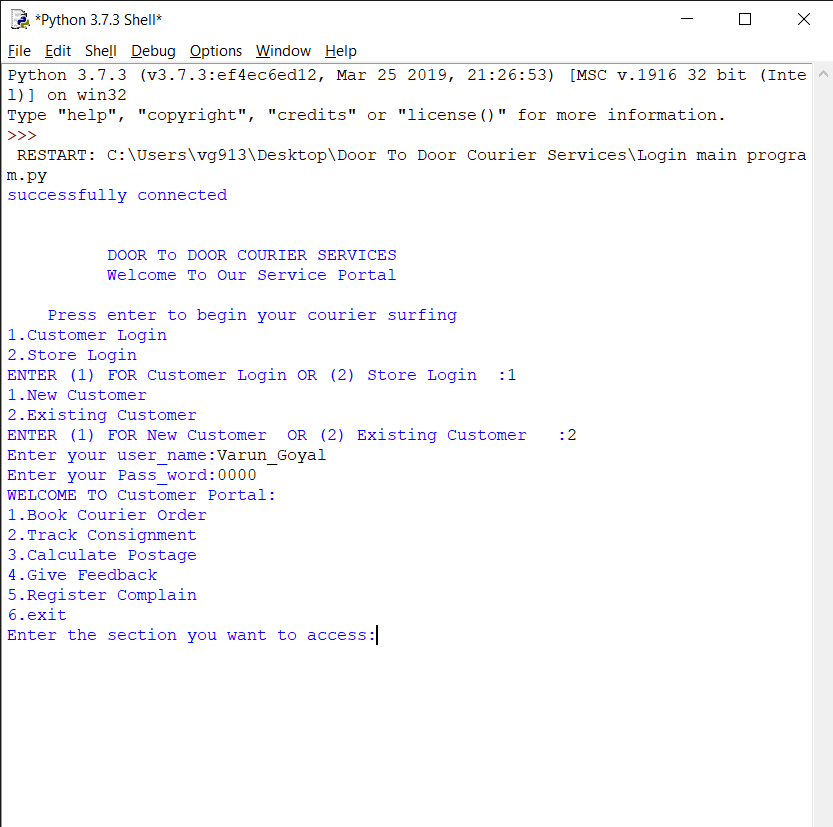 *Python 3.7.3 Shell*
File Edit Shell Debug Options Window Help
Python 3.7.3 (v3.7.3:ef4ec6ed12, Mar 25 2019, 21:26:53) [MSC v.1916 32 bit (Inte
l)] on win32
Type "help", "copyright", "credits" or "license()" for more information.
>>>
 RESTART: C:\Users\vg913\Desktop\Door To Door Courier Services\Login main progra
m.py
successfully connected
DOOR To DOOR COURIER SERVICES
Welcome To Our Service Portal
Press enter to begin your courier surfing
1.Customer Login
2.Store Login
ENTER (1) FOR Customer Login OR (2) Store Login  :1
1.New Customer
2.Existing Customer
ENTER (1) FOR New Customer  OR (2) Existing Customer   :2
Enter your user_name:Varun_Goyal
Enter your Pass_word:0000
WELCOME TO Customer Portal:
1.Book Courier Order
2.Track Consignment
3.Calculate Postage
4.Give Feedback
5.Register Complain
6.exit
Enter the section you want to access: